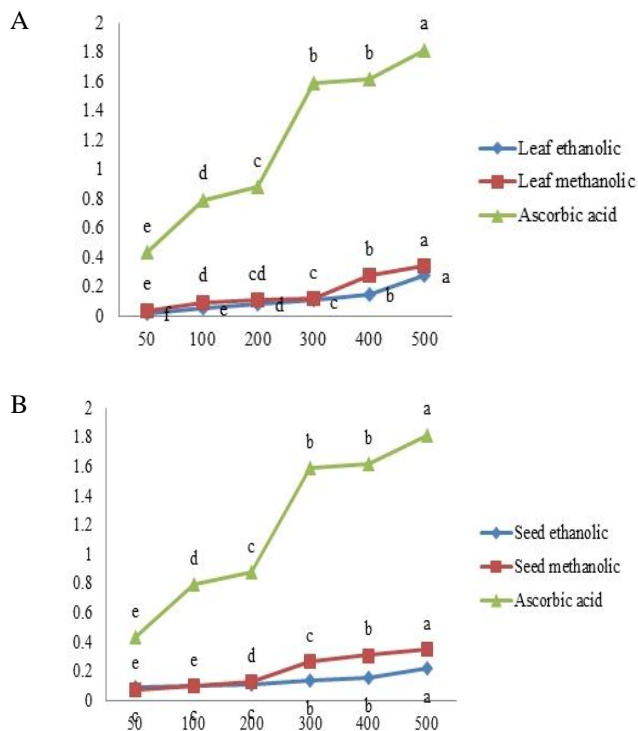 A
2
1.8
1.6
1.4
1.2
1
0.8
0.6
0.4
0.2
0
e d c b b a
e d cd c b a
f e d c b a
50 100 200 300 400 500
Leaf ethanolic
Leaf methanolic
Ascorbic acid
B
2
1.8
1.6
1.4
1.2
1
0.8
0.6
0.4
0.2
0
e d c b b a
e e d c b a
b b a
50 100 200 300 400 500
Seed ethanolic
Seed methanolic
Ascorbic acid